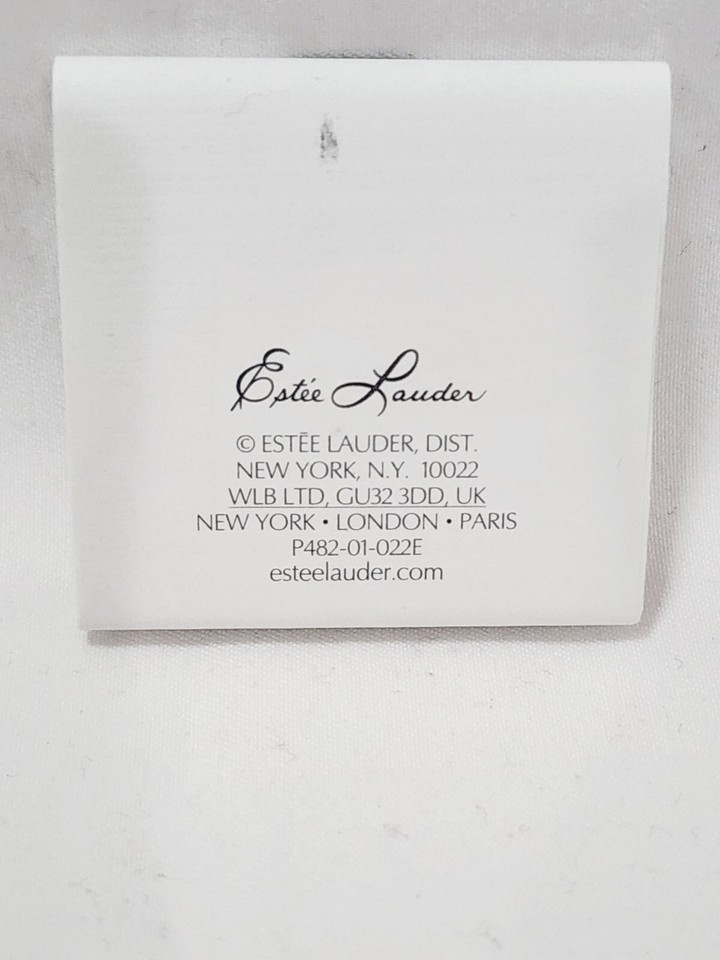 Estée Lauder
© ESTĒE LAUDER, DIST.
NEW YORK, N.Y. 10022
WLB LTD, GU32 3DD, UK
NEW YORK • LONDON • PARIS
P482-01-022E
esteelauder.com